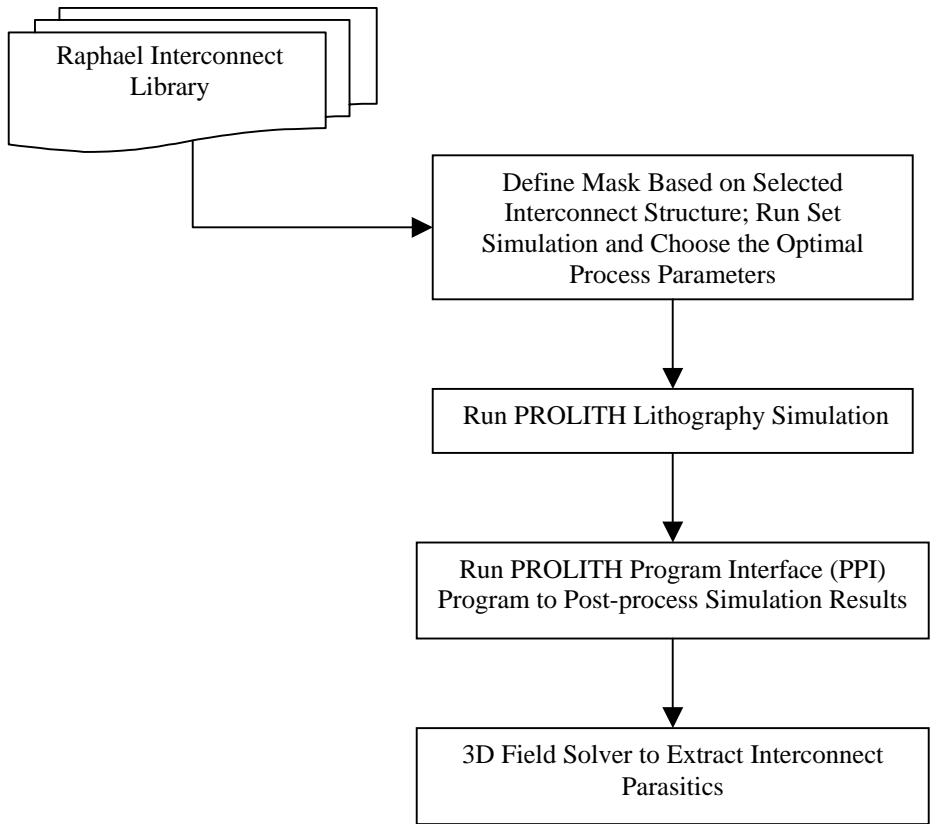 Raphael Interconnect
Library
Define Mask Based on Selected
Interconnect Structure; Run Set
Simulation and Choose the Optimal
Process Parameters
Run PROLITH Lithography Simulation
Run PROLITH Program Interface (PPI)
Program to Post-process Simulation Results
3D Field Solver to Extract Interconnect
Parasitics